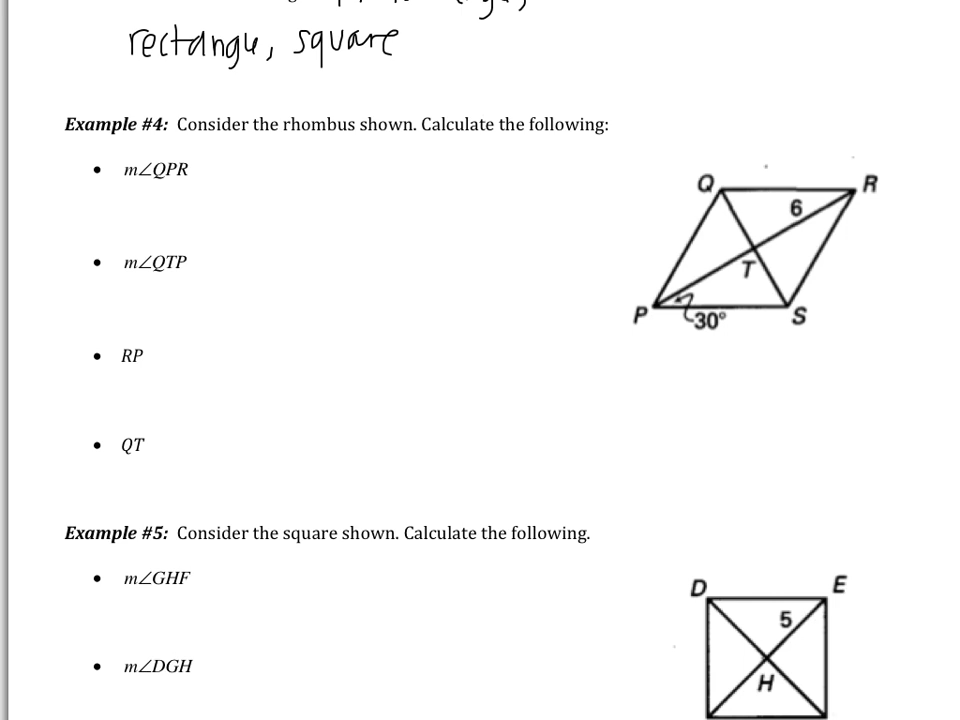 rectangle, square
Example #4: Consider the rhombus shown. Calculate the following:
• m∠QPR
• m∠QTP
• RP
• QT
Q
R
6
T
P
30°
S
Example #5: Consider the square shown. Calculate the following.
• m∠GHF
• m∠DGH
D
E
5
H